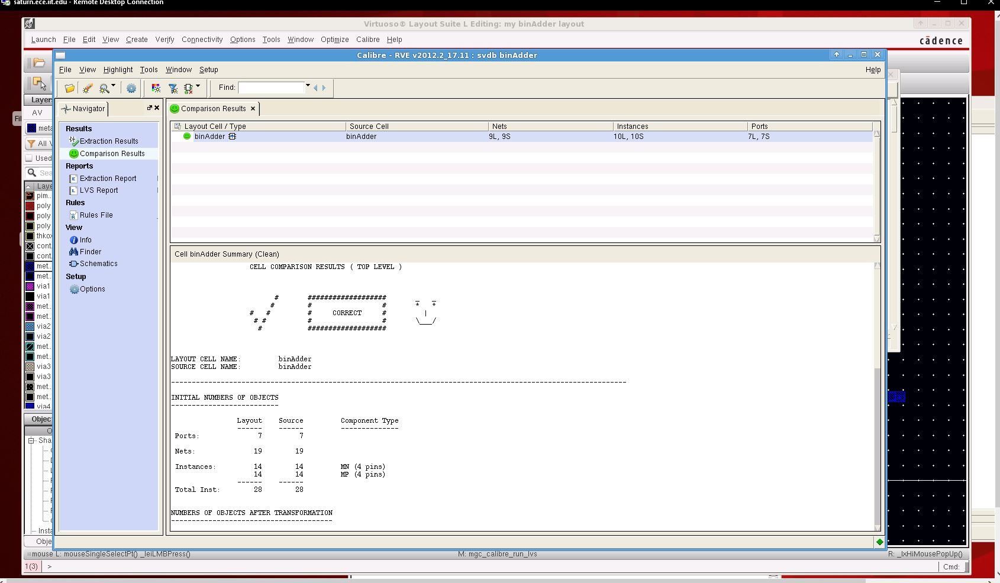 saturn.ece.iit.edu - Remote Desktop Connection
Virtuoso® Layout Suite L Editing: my binAdder layout
Launch File Edit View Create Verify Connectivity Options Tools Window Optimize Calibre Help
cādence
Calibre - RVE v2012.2_17.11 : svdb binAdder
File View Highlight Tools Window Setup Help
Find:
Layers
AV
Fil
meta
All V
Used
Sea
Laye
pim..
poly
poly
poly
thkox
cont.
cont.
met..
met..
via1
via1
met..
met..
via2
via2
met..
met..
via3
via3
met..
met..
via4
Objec
O
Sha
Insta
Obje
Navigator
Results
Extraction Results
Comparison Results
Reports
Extraction Report
LVS Report
Rules
Rules File
View
Info
Finder
Schematics
Setup
Options
Comparison Results
Layout Cell / Type Source Cell Nets Instances Ports
binAdder binAdder 9L, 9S 10L, 10S 7L, 7S
Cell binAdder Summary (Clean)
CELL COMPARISON RESULTS ( TOP LEVEL )
# ################### _ _
# # # * *
# # # CORRECT # |
# # # # \___/
# ###################
LAYOUT CELL NAME: binAdder
SOURCE CELL NAME: binAdder
--------------------------------------------------------------------------------------------------------------
INITIAL NUMBERS OF OBJECTS
--------------------------
Layout Source Component Type
------ ------ --------------
Ports: 7 7
Nets: 19 19
Instances: 14 14 MN (4 pins)
14 14 MP (4 pins)
------ ------
Total Inst: 28 28
NUMBERS OF OBJECTS AFTER TRANSFORMATION
---------------------------------------
mouse L: mouseSingleSelectPt() _leiLMBPress() M: mgc_calibre_run_lvs R: _lxHiMousePopUp()
1(3) > Cmd: